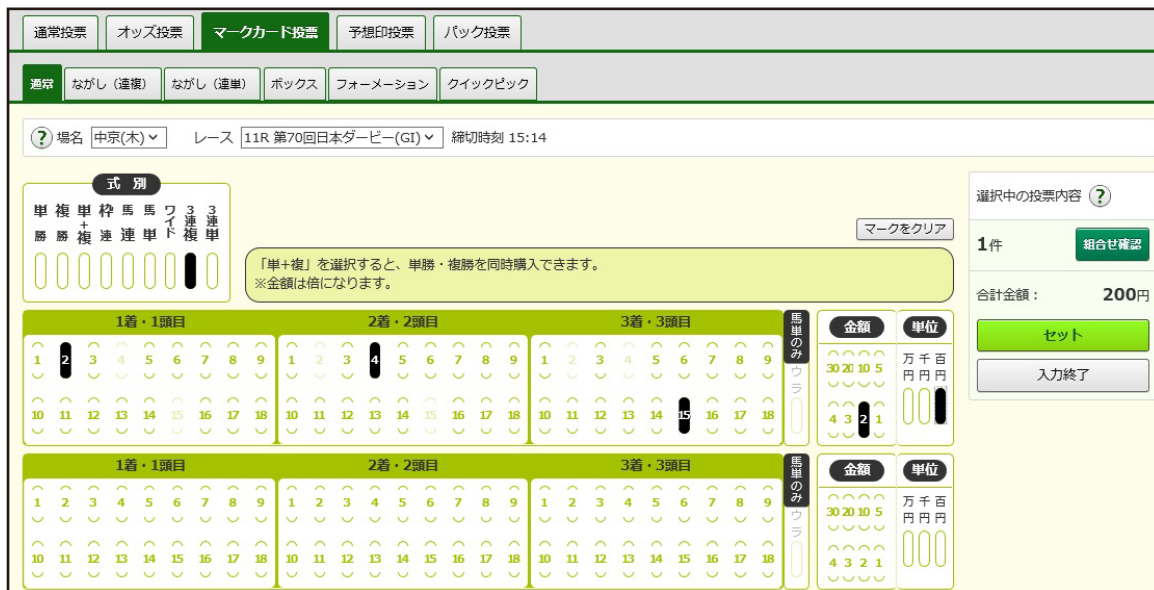 通常投票 オッズ投票 マークカード投票 予想印投票 パック投票
通常 ながし（連複） ながし（連単） ボックス フォーメーション クイックピック
? 場名 中京(木) レース 11R 第70回日本ダービー(GI) 締切時刻 15:14
式別
単勝 複勝 単+複 枠連 馬連 馬単 ワイド 3連複 3連単
マークをクリア
「単+複」を選択すると、単勝・複勝を同時購入できます。
※金額は倍になります。
選択中の投票内容 ?
1件 組合せ確認
合計金額： 200円
セット
入力終了
1着・1頭目 2着・2頭目 3着・3頭目 馬単のみ 金額 単位
1 2 3 4 5 6 7 8 9 1 2 3 4 5 6 7 8 9 1 2 3 4 5 6 7 8 9 ウラ 30 20 10 5 万円 千円 百円
10 11 12 13 14 15 16 17 18 10 11 12 13 14 15 16 17 18 10 11 12 13 14 15 16 17 18 4 3 2 1
1着・1頭目 2着・2頭目 3着・3頭目 馬単のみ 金額 単位
1 2 3 4 5 6 7 8 9 1 2 3 4 5 6 7 8 9 1 2 3 4 5 6 7 8 9 ウラ 30 20 10 5 万円 千円 百円
10 11 12 13 14 15 16 17 18 10 11 12 13 14 15 16 17 18 10 11 12 13 14 15 16 17 18 4 3 2 1